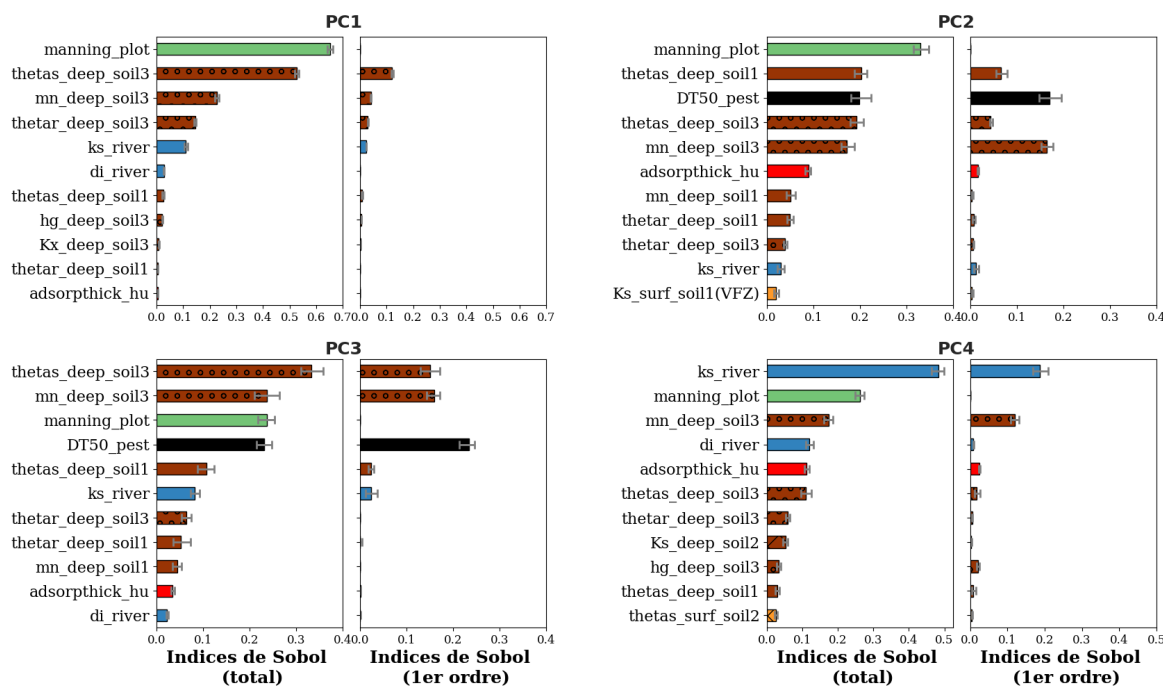 PC1
manning_plot
thetas_deep_soil3
mn_deep_soil3
thetar_deep_soil3
ks_river
di_river
thetas_deep_soil1
hg_deep_soil3
Kx_deep_soil3
thetar_deep_soil1
adsorpthick_hu
0.0 0.1 0.2 0.3 0.4 0.5 0.6 0.7
0.0 0.1 0.2 0.3 0.4 0.5 0.6 0.7
PC2
manning_plot
thetas_deep_soil1
DT50_pest
thetas_deep_soil3
mn_deep_soil3
adsorpthick_hu
mn_deep_soil1
thetar_deep_soil1
thetar_deep_soil3
ks_river
Ks_surf_soil1(VFZ)
0.0 0.1 0.2 0.3 0.4
0.0 0.1 0.2 0.3 0.4
PC3
thetas_deep_soil3
mn_deep_soil3
manning_plot
DT50_pest
thetas_deep_soil1
ks_river
thetar_deep_soil3
thetar_deep_soil1
mn_deep_soil1
adsorpthick_hu
di_river
0.0 0.1 0.2 0.3 0.4
0.0 0.1 0.2 0.3 0.4
Indices de Sobol
(total)
Indices de Sobol
(1er ordre)
PC4
ks_river
manning_plot
mn_deep_soil3
di_river
adsorpthick_hu
thetas_deep_soil3
thetar_deep_soil3
Ks_deep_soil2
hg_deep_soil3
thetas_deep_soil1
thetas_surf_soil2
0.0 0.1 0.2 0.3 0.4 0.5
0.0 0.1 0.2 0.3 0.4 0.5
Indices de Sobol
(total)
Indices de Sobol
(1er ordre)